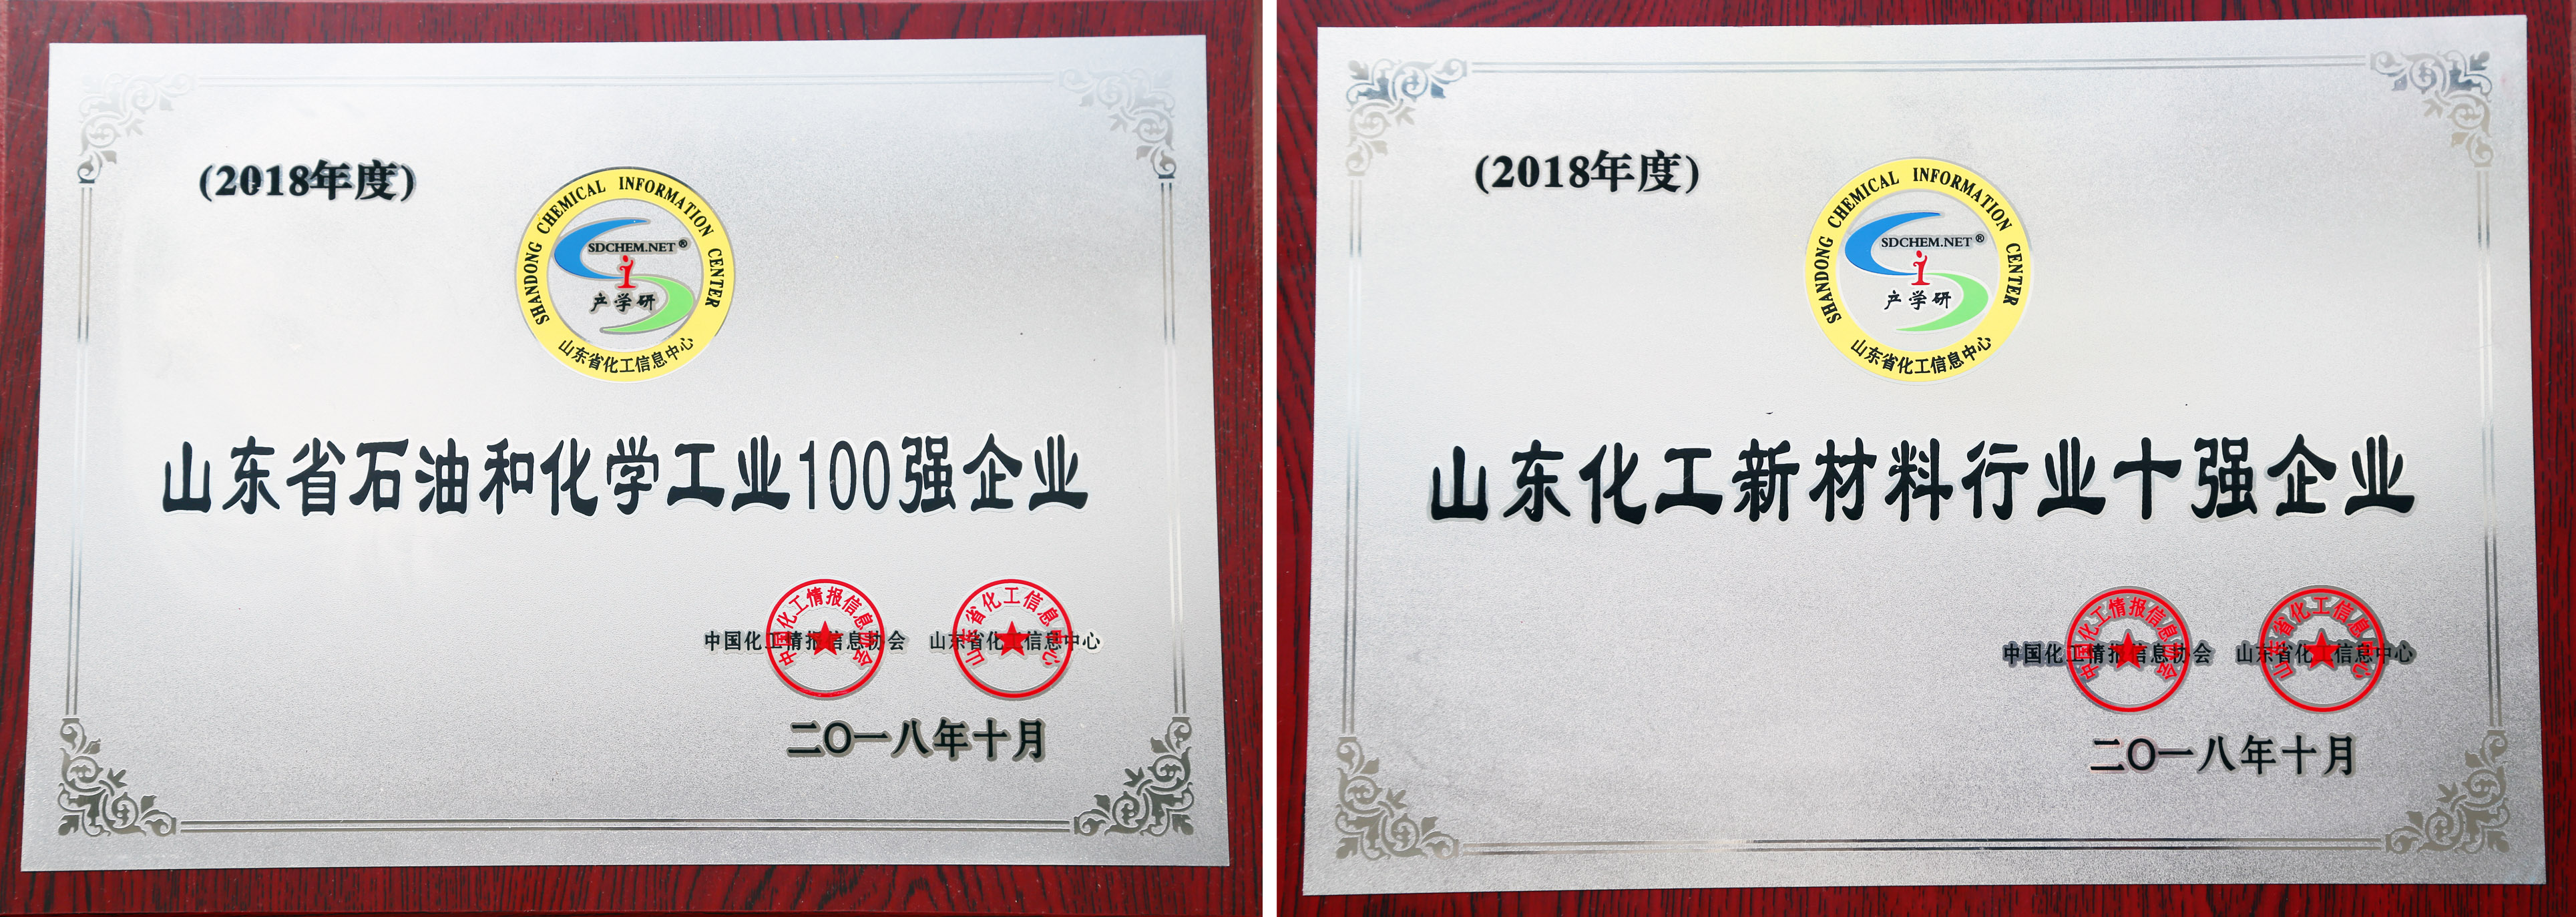 (2018年度)
SHANDONG CHEMICAL INFORMATION CENTER
SDCHEM.NET®
i
产学研
山东省化工信息中心
山东省石油和化学工业100强企业
中国化工情报信息协会 山东省化工信息中心
中国化工情报信息协会
山东省化工信息中心
二〇一八年十月
(2018年度)
SHANDONG CHEMICAL INFORMATION CENTER
SDCHEM.NET®
i
产学研
山东省化工信息中心
山东化工新材料行业十强企业
中国化工情报信息协会 山东省化工信息中心
中国化工情报信息协会
山东省化工信息中心
二〇一八年十月